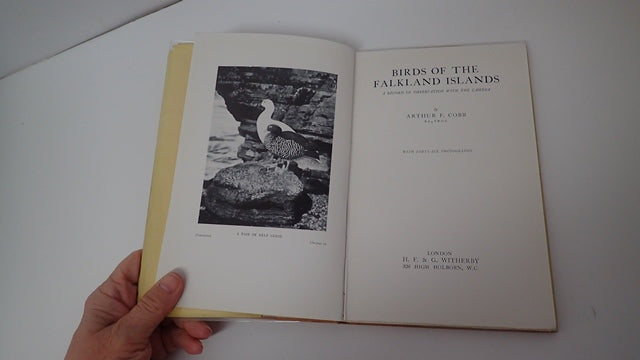 A PAIR OF KELP GEESE.
BIRDS OF THE
FALKLAND ISLANDS
A RECORD OF OBSERVATION WITH THE CAMERA
By
ARTHUR F. COBB
WITH FORTY-SIX PHOTOGRAPHS
LONDON
H. F. & G. WITHERBY
326 HIGH HOLBORN, W.C